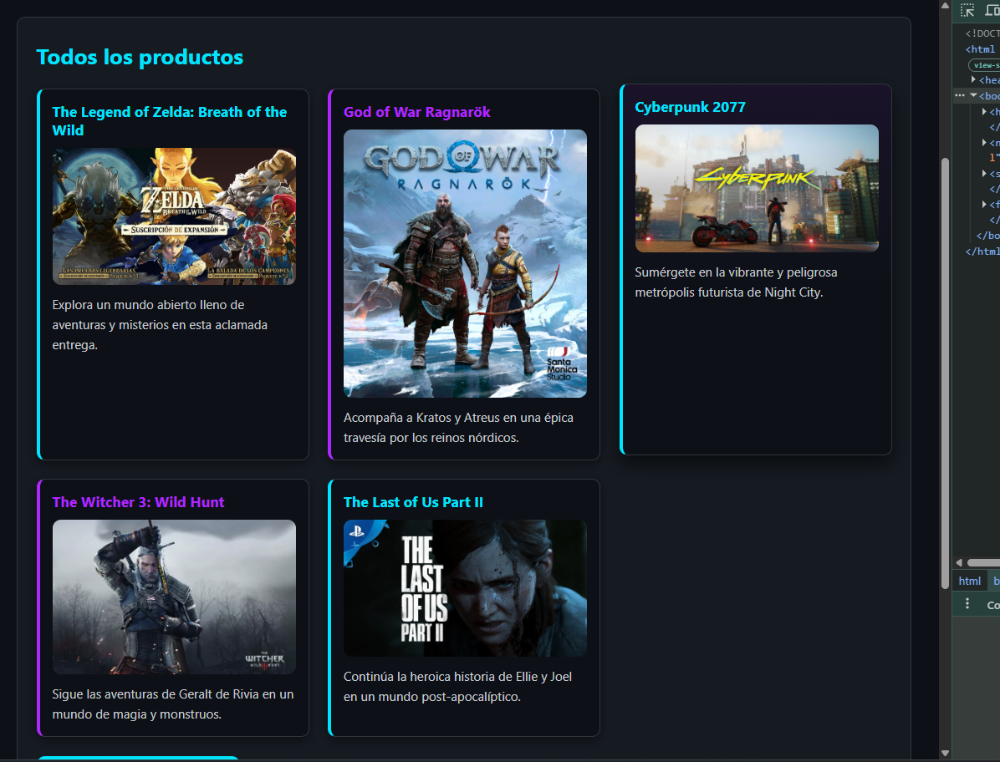 Todos los productos
The Legend of Zelda: Breath of the
Wild
THE LEGEND OF
ZELDA
BREATH OF THE WILD
SUSCRIPCIÓN DE EXPANSIÓN
LAS PRUEBAS LEGENDARIAS
LA BALADA DE LOS CAMPEONES
Explora un mundo abierto lleno de
aventuras y misterios en esta aclamada
entrega.
God of War Ragnarök
GOD OF WAR
RAGNARÖK
Santa
Monica
Studio
Acompaña a Kratos y Atreus en una épica
travesía por los reinos nórdicos.
Cyberpunk 2077
CYBERPUNK
Sumérgete en la vibrante y peligrosa
metrópolis futurista de Night City.
The Witcher 3: Wild Hunt
THE
WITCHER
WILD HUNT
Sigue las aventuras de Geralt de Rivia en un
mundo de magia y monstruos.
The Last of Us Part II
THE
LAST
OF US
PART II
Continúa la heroica historia de Ellie y Joel
en un mundo post-apocalíptico.
<!DOCT
<html
view-s
<hea
<boo
<h
</
<n
l"
<s
</
<f
</
</bo
</html
html
b
Co